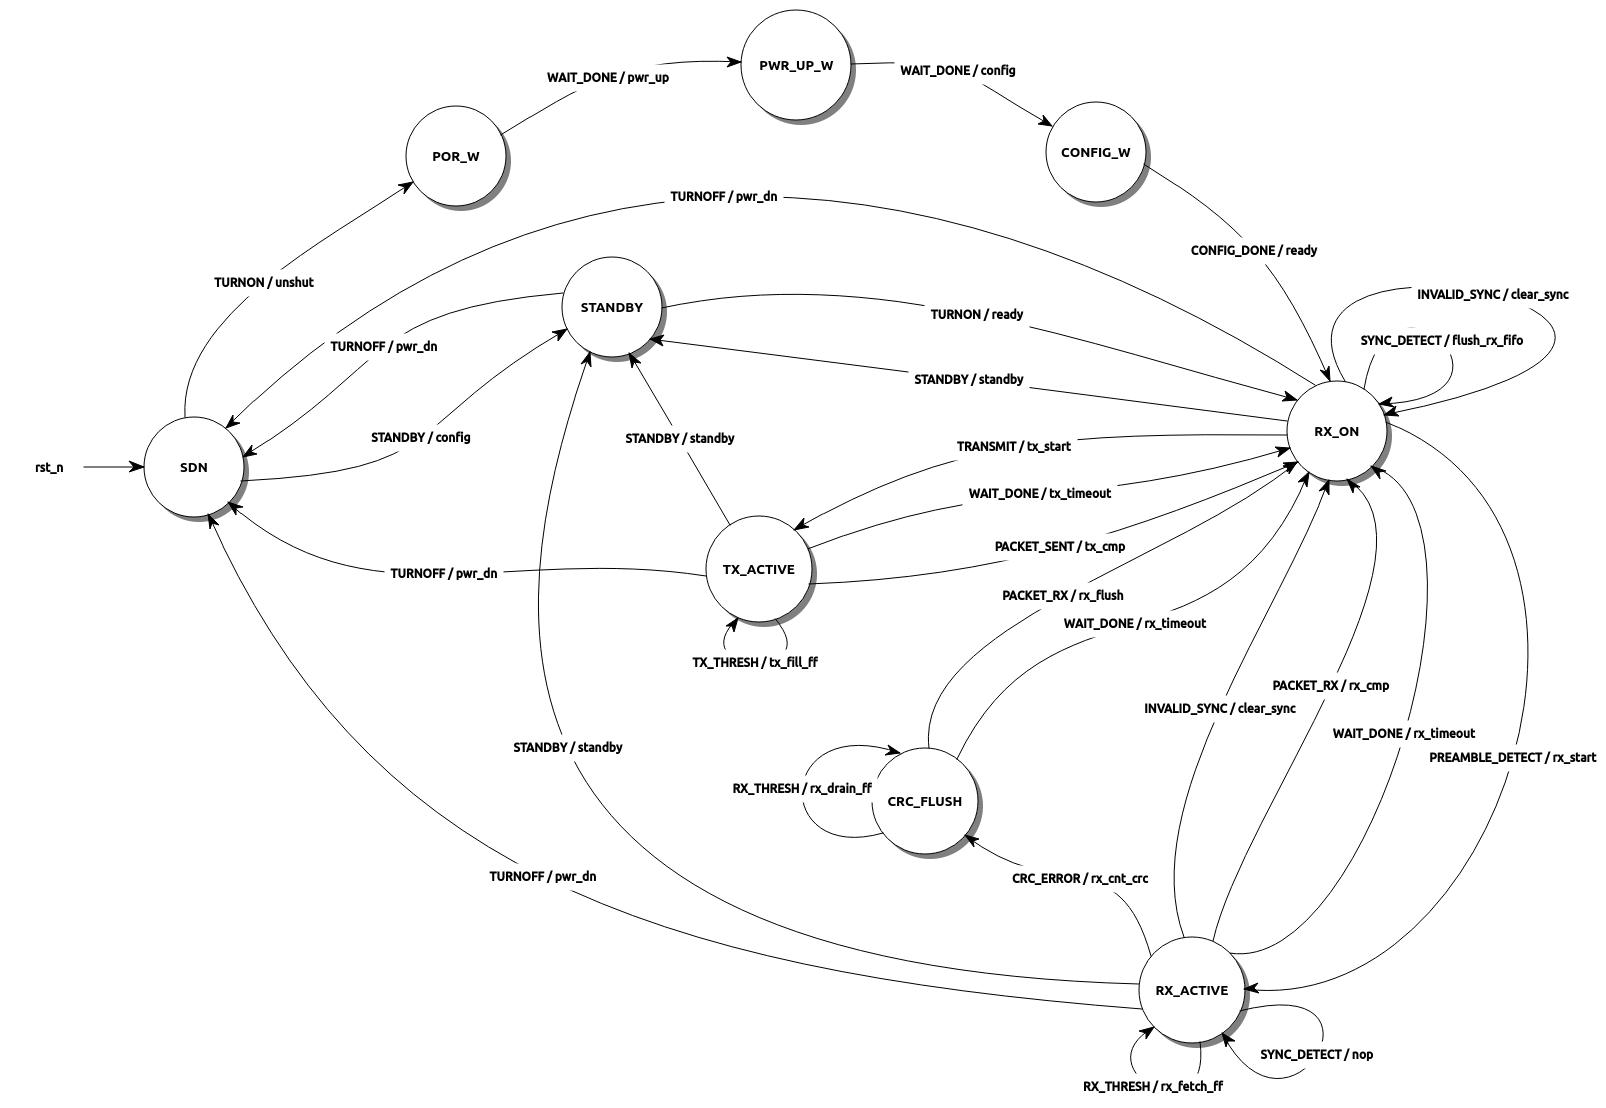 PWR_UP_W
WAIT_DONE / pwr_up
WAIT_DONE / config
POR_W
CONFIG_W
TURNOFF / pwr_dn
CONFIG_DONE / ready
TURNON / unshut
INVALID_SYNC / clear_sync
STANDBY
TURNON / ready
SYNC_DETECT / flush_rx_fifo
TURNOFF / pwr_dn
STANDBY / standby
RX_ON
STANDBY / config
STANDBY / standby
TRANSMIT / tx_start
rst_n
SDN
WAIT_DONE / tx_timeout
PACKET_SENT / tx_cmp
TURNOFF / pwr_dn
TX_ACTIVE
PACKET_RX / rx_flush
WAIT_DONE / rx_timeout
TX_THRESH / tx_fill_ff
PACKET_RX / rx_cmp
INVALID_SYNC / clear_sync
WAIT_DONE / rx_timeout
STANDBY / standby
PREAMBLE_DETECT / rx_start
RX_THRESH / rx_drain_ff
CRC_FLUSH
TURNOFF / pwr_dn
CRC_ERROR / rx_cnt_crc
RX_ACTIVE
SYNC_DETECT / nop
RX_THRESH / rx_fetch_ff